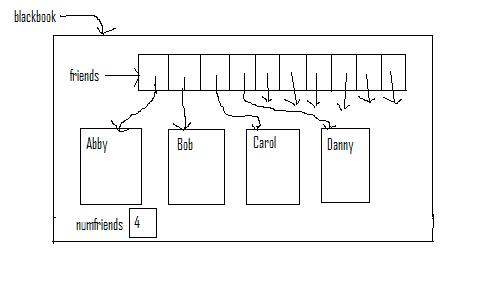 blackbook
friends
Abby
Bob
Carol
Danny
numfriends 4